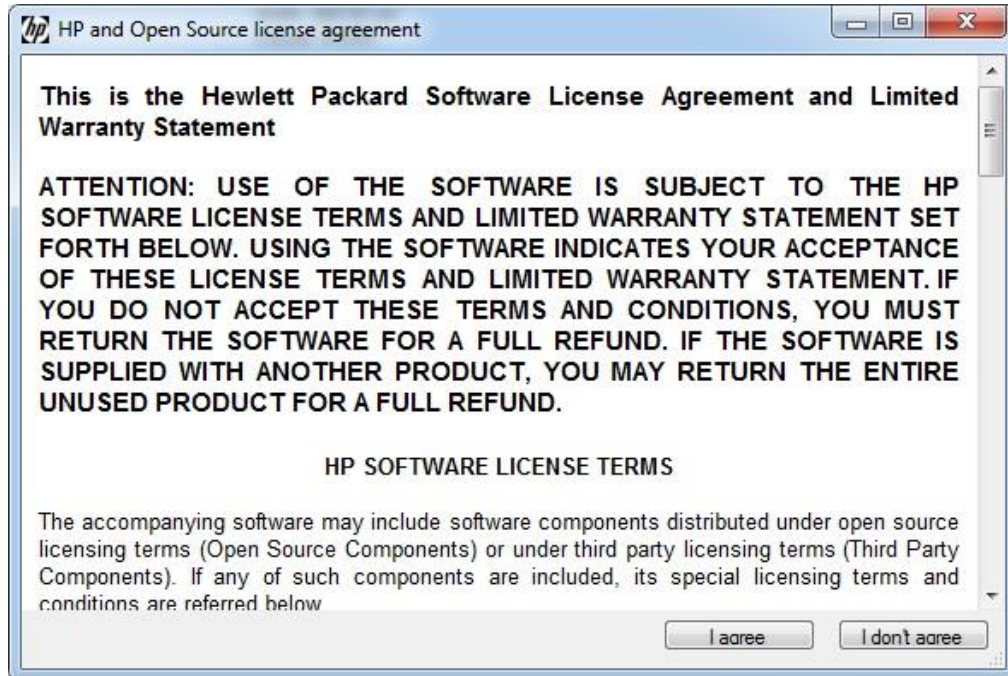 hp HP and Open Source license agreement
This is the Hewlett Packard Software License Agreement and Limited
Warranty Statement
ATTENTION: USE OF THE SOFTWARE IS SUBJECT TO THE HP
SOFTWARE LICENSE TERMS AND LIMITED WARRANTY STATEMENT SET
FORTH BELOW. USING THE SOFTWARE INDICATES YOUR ACCEPTANCE
OF THESE LICENSE TERMS AND LIMITED WARRANTY STATEMENT. IF
YOU DO NOT ACCEPT THESE TERMS AND CONDITIONS, YOU MUST
RETURN THE SOFTWARE FOR A FULL REFUND. IF THE SOFTWARE IS
SUPPLIED WITH ANOTHER PRODUCT, YOU MAY RETURN THE ENTIRE
UNUSED PRODUCT FOR A FULL REFUND.
HP SOFTWARE LICENSE TERMS
The accompanying software may include software components distributed under open source
licensing terms (Open Source Components) or under third party licensing terms (Third Party
Components). If any of such components are included, its special licensing terms and
conditions are referred below
I agree I don't agree